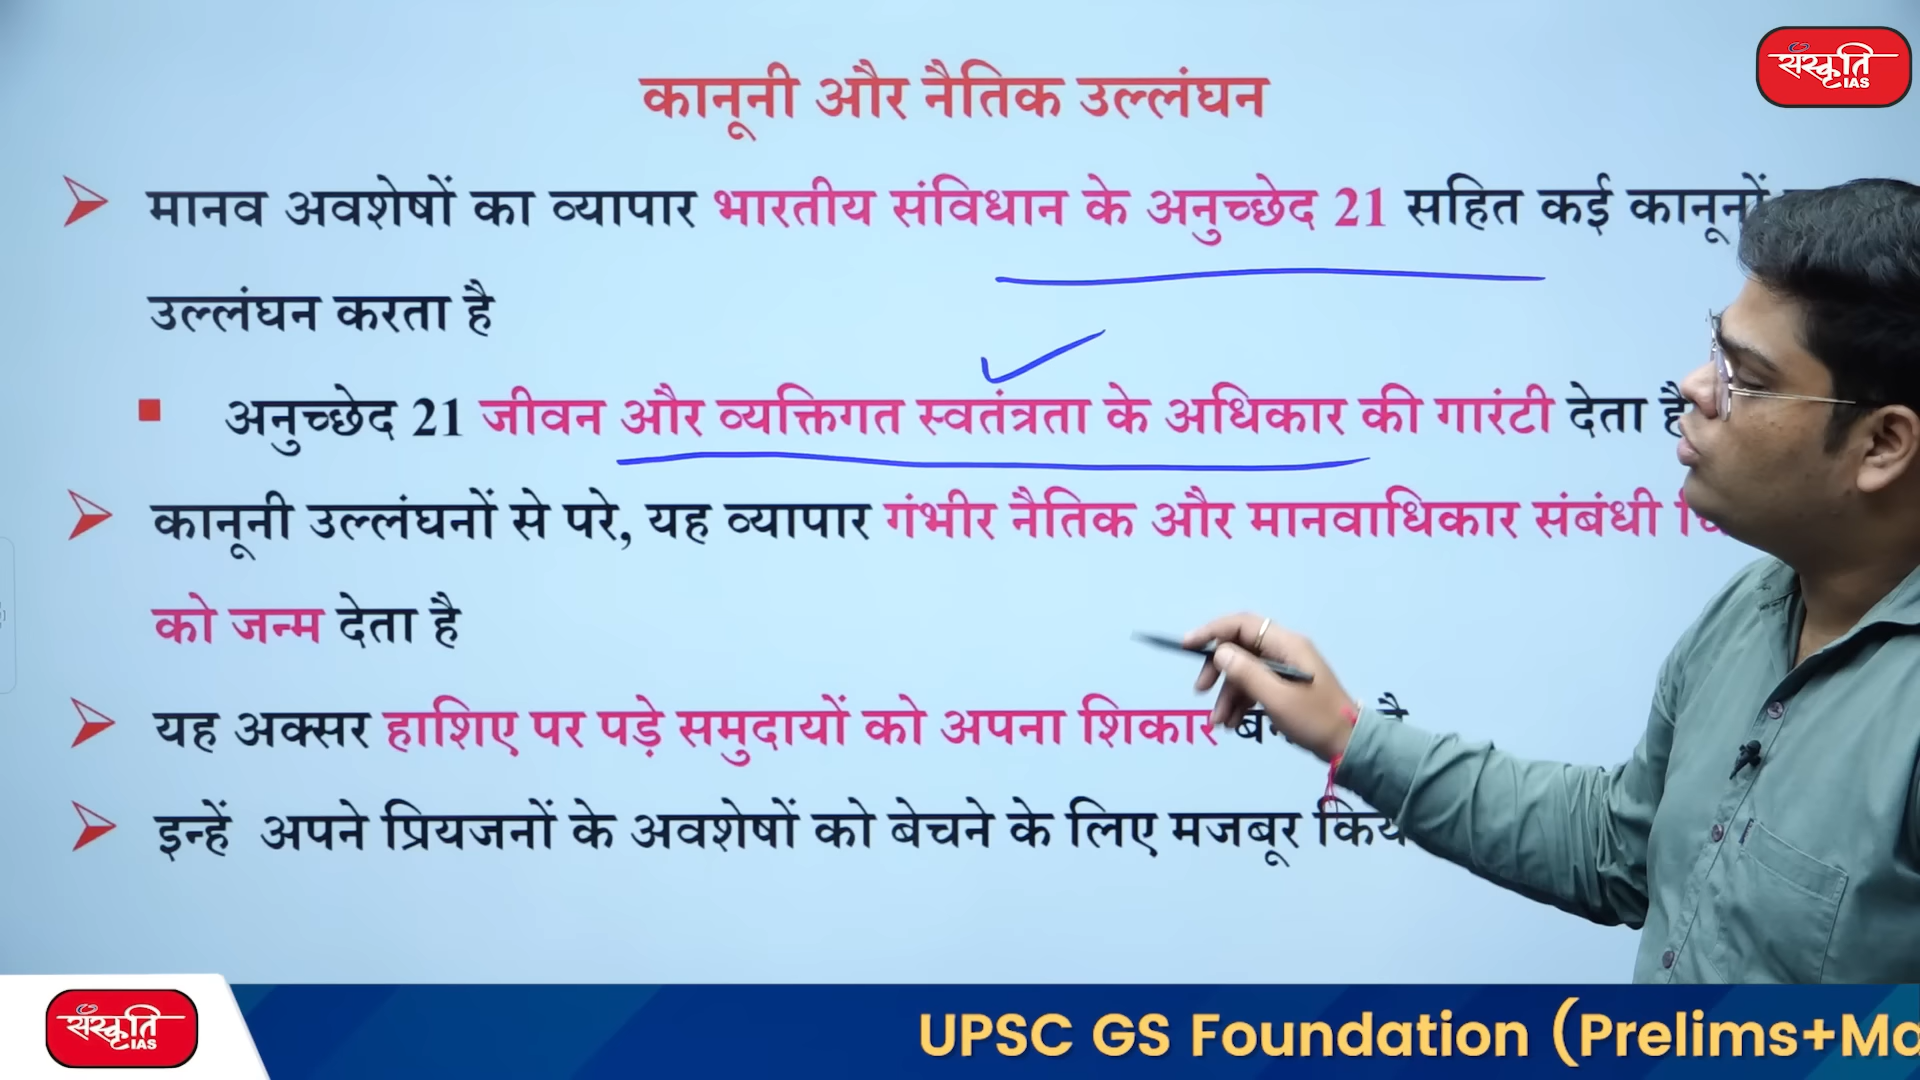 कानूनी और नैतिक उल्लंघन
संस्कृति
IAS
मानव अवशेषों का व्यापार भारतीय संविधान के अनुच्छेद 21 सहित कई कानूनों
उल्लंघन करता है
अनुच्छेद 21 जीवन और व्यक्तिगत स्वतंत्रता के अधिकार की गारंटी देता है
कानूनी उल्लंघनों से परे, यह व्यापार गंभीर नैतिक और मानवाधिकार संबंधी
को जन्म देता है
यह अक्सर हाशिए पर पड़े समुदायों को अपना शिकार
इन्हें अपने प्रियजनों के अवशेषों को बेचने के लिए मजबूर
संस्कृति
IAS
UPSC GS Foundation (Prelims+